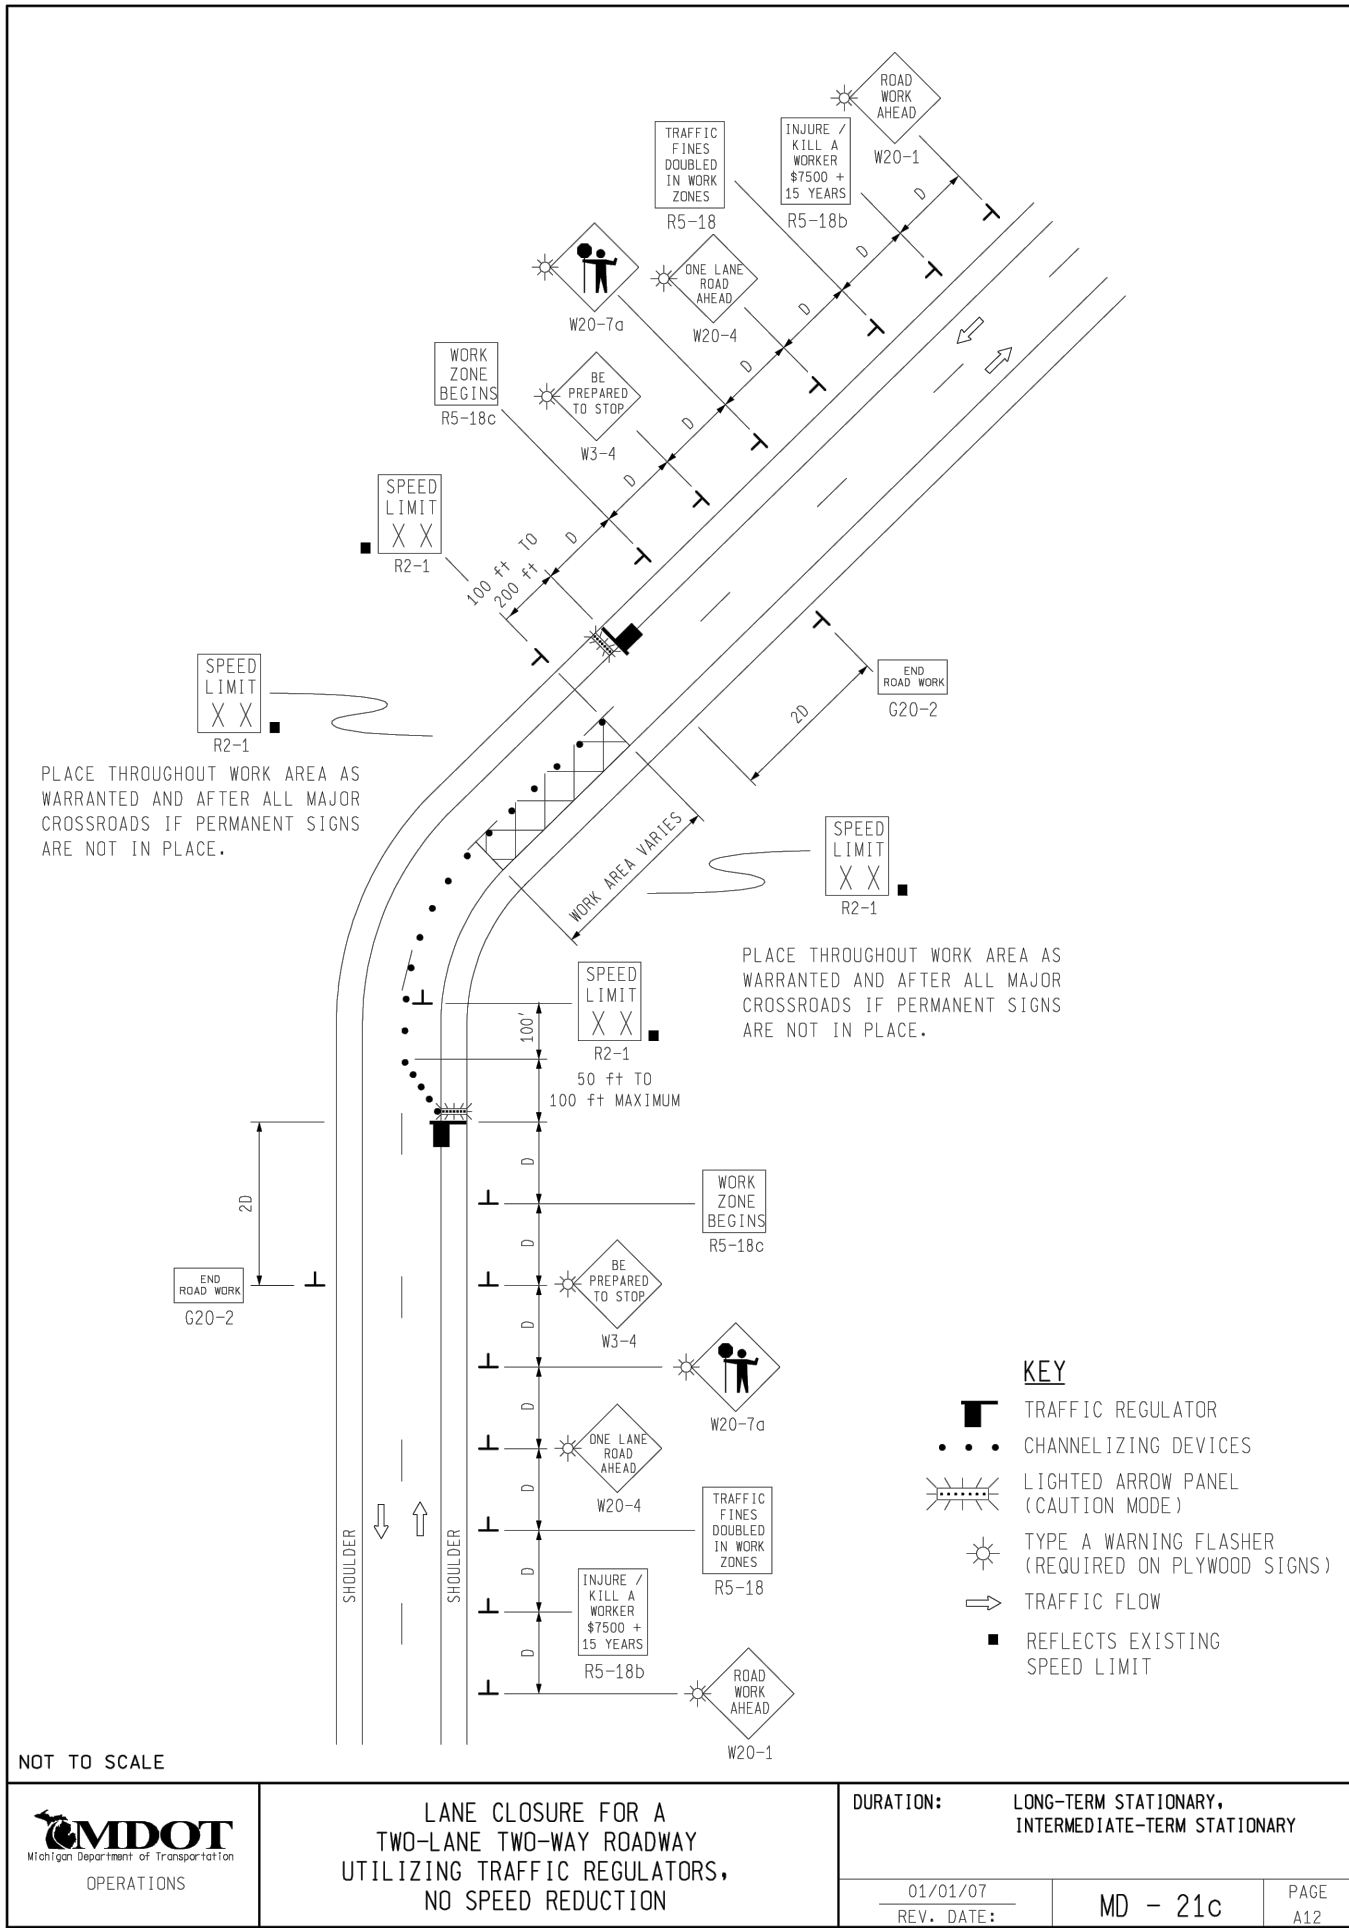 ROAD
WORK
AHEAD
W20-1
INJURE /
KILL A
WORKER
$7500 +
15 YEARS
R5-18b
TRAFFIC
FINES
DOUBLED
IN WORK
ZONES
R5-18
D
D
D
D
D
D
D
ONE LANE
ROAD
AHEAD
W20-4
W20-7a
BE
PREPARED
TO STOP
W3-4
WORK
ZONE
BEGINS
R5-18c
SPEED
LIMIT
X X
R2-1
100 ft TO
200 ft
END
ROAD WORK
G20-2
2D
SPEED
LIMIT
X X
R2-1
PLACE THROUGHOUT WORK AREA AS
WARRANTED AND AFTER ALL MAJOR
CROSSROADS IF PERMANENT SIGNS
ARE NOT IN PLACE.
WORK AREA VARIES
SPEED
LIMIT
X X
R2-1
PLACE THROUGHOUT WORK AREA AS
WARRANTED AND AFTER ALL MAJOR
CROSSROADS IF PERMANENT SIGNS
ARE NOT IN PLACE.
SPEED
LIMIT
X X
R2-1
100'
50 ft TO
100 ft MAXIMUM
2D
END
ROAD WORK
G20-2
D
D
D
D
D
D
D
WORK
ZONE
BEGINS
R5-18c
BE
PREPARED
TO STOP
W3-4
W20-7a
ONE LANE
ROAD
AHEAD
W20-4
TRAFFIC
FINES
DOUBLED
IN WORK
ZONES
R5-18
INJURE /
KILL A
WORKER
$7500 +
15 YEARS
R5-18b
ROAD
WORK
AHEAD
W20-1
SHOULDER
SHOULDER
KEY
TRAFFIC REGULATOR
CHANNELIZING DEVICES
LIGHTED ARROW PANEL
(CAUTION MODE)
TYPE A WARNING FLASHER
(REQUIRED ON PLYWOOD SIGNS)
TRAFFIC FLOW
REFLECTS EXISTING
SPEED LIMIT
NOT TO SCALE
MDOT
Michigan Department of Transportation
OPERATIONS
LANE CLOSURE FOR A
TWO-LANE TWO-WAY ROADWAY
UTILIZING TRAFFIC REGULATORS,
NO SPEED REDUCTION
DURATION: LONG-TERM STATIONARY,
INTERMEDIATE-TERM STATIONARY
01/01/07
REV. DATE:
MD - 21c
PAGE
A12